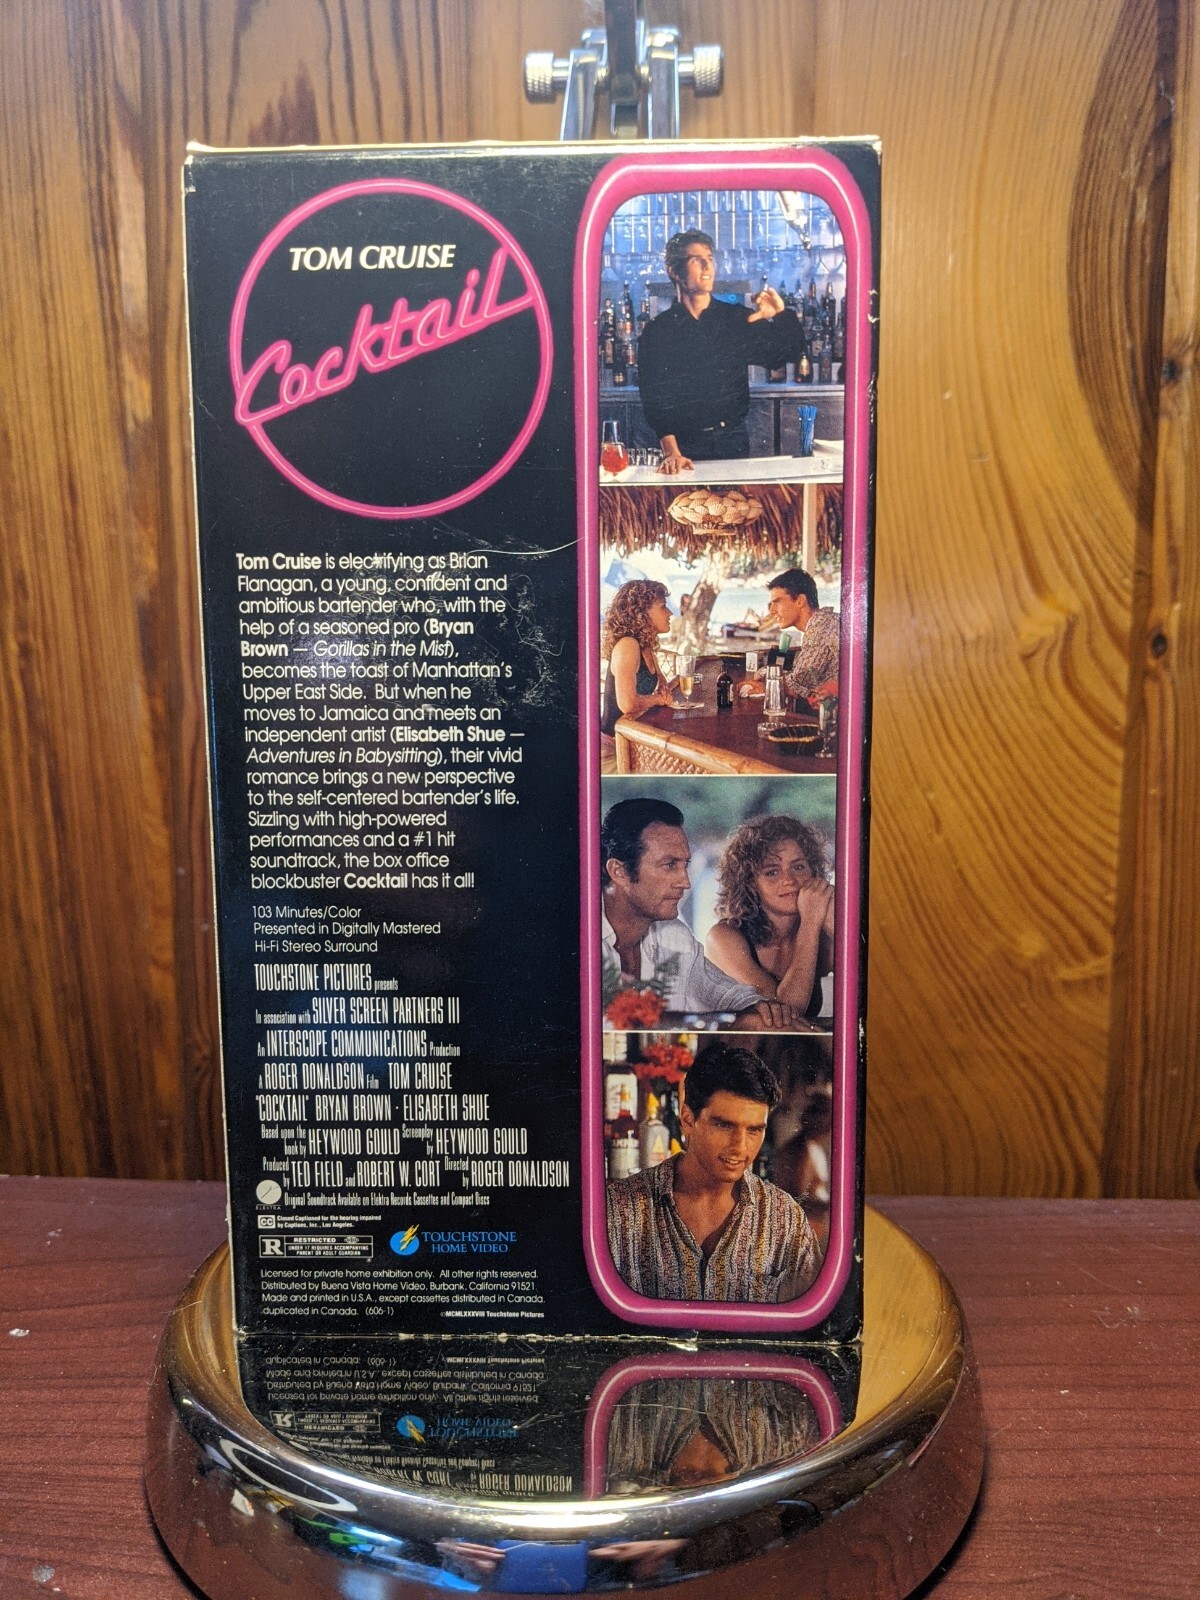 TOM CRUISE
Cocktail
Tom Cruise is electrifying as Brian
Flanagan, a young, confident and
ambitious bartender who, with the
help of a seasoned pro (Bryan
Brown — Gorillas in the Mist),
becomes the toast of Manhattan's
Upper East Side. But when he
moves to Jamaica and meets an
independent artist (Elisabeth Shue —
Adventures in Babysitting), their vivid
romance brings a new perspective
to the self-centered bartender's life.
Sizzling with high-powered
performances and a #1 hit
soundtrack, the box office
blockbuster Cocktail has it all!
103 Minutes/Color
Presented in Digitally Mastered
Hi-Fi Stereo Surround
TOUCHSTONE PICTURES presents
In association with SILVER SCREEN PARTNERS III
An INTERSCOPE COMMUNICATIONS Production
A ROGER DONALDSON Film TOM CRUISE
"COCKTAIL" BRYAN BROWN · ELISABETH SHUE
Based upon the book by HEYWOOD GOULD Screenplay by HEYWOOD GOULD
Produced by TED FIELD and ROBERT W. CORT Directed by ROGER DONALDSON
Original Soundtrack Available on Elektra Records Cassettes and Compact Discs
ELEKTRA
CC Closed Captioned for the hearing impaired
by Captions, Inc., Los Angeles.
R RESTRICTED
UNDER 17 REQUIRES ACCOMPANYING
PARENT OR ADULT GUARDIAN
TOUCHSTONE
HOME VIDEO
Licensed for private home exhibition only. All other rights reserved.
Distributed by Buena Vista Home Video, Burbank, California 91521.
Made and printed in U.S.A., except cassettes distributed in Canada,
duplicated in Canada. (606-1)
©MCMLXXXVIII Touchstone Pictures